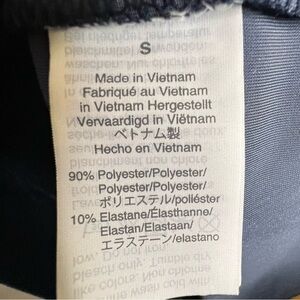 S
Made in Vietnam
Fabriqué au Vietnam
in Vietnam Hergestellt
Vervaardigd in Viëtnam
ベトナム製
Hecho en Vietnam
90% Polyester/Polyester/
Polyester/Polyester/
ポリエステル/poliéster
10% Elastane/Élasthanne/
Elastan/Elastaan/
エラステーン/elastano